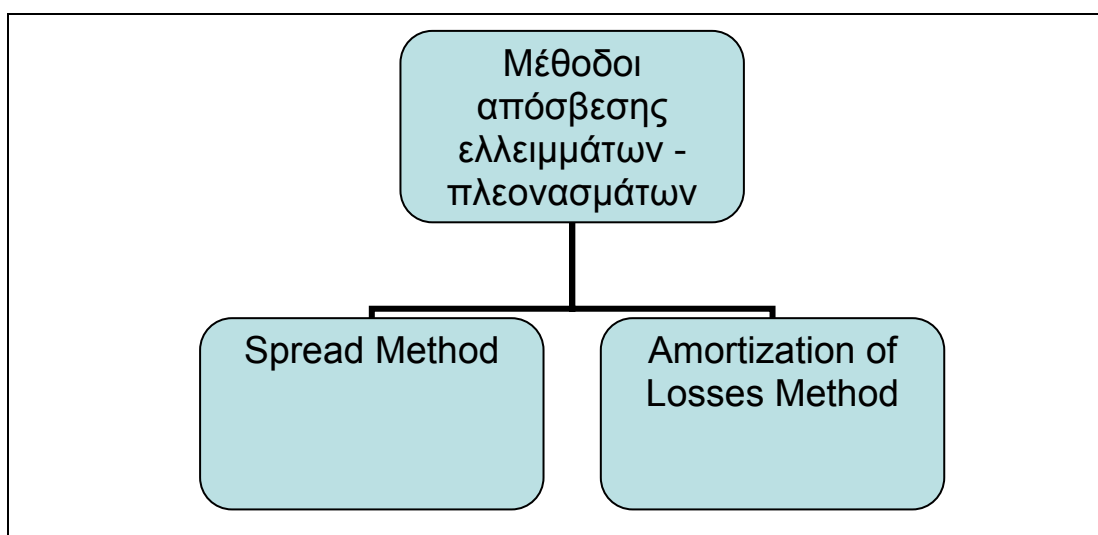 Μέθοδοι
απόσβεσης
ελλειμμάτων -
πλεονασμάτων
Spread Method
Amortization of
Losses Method